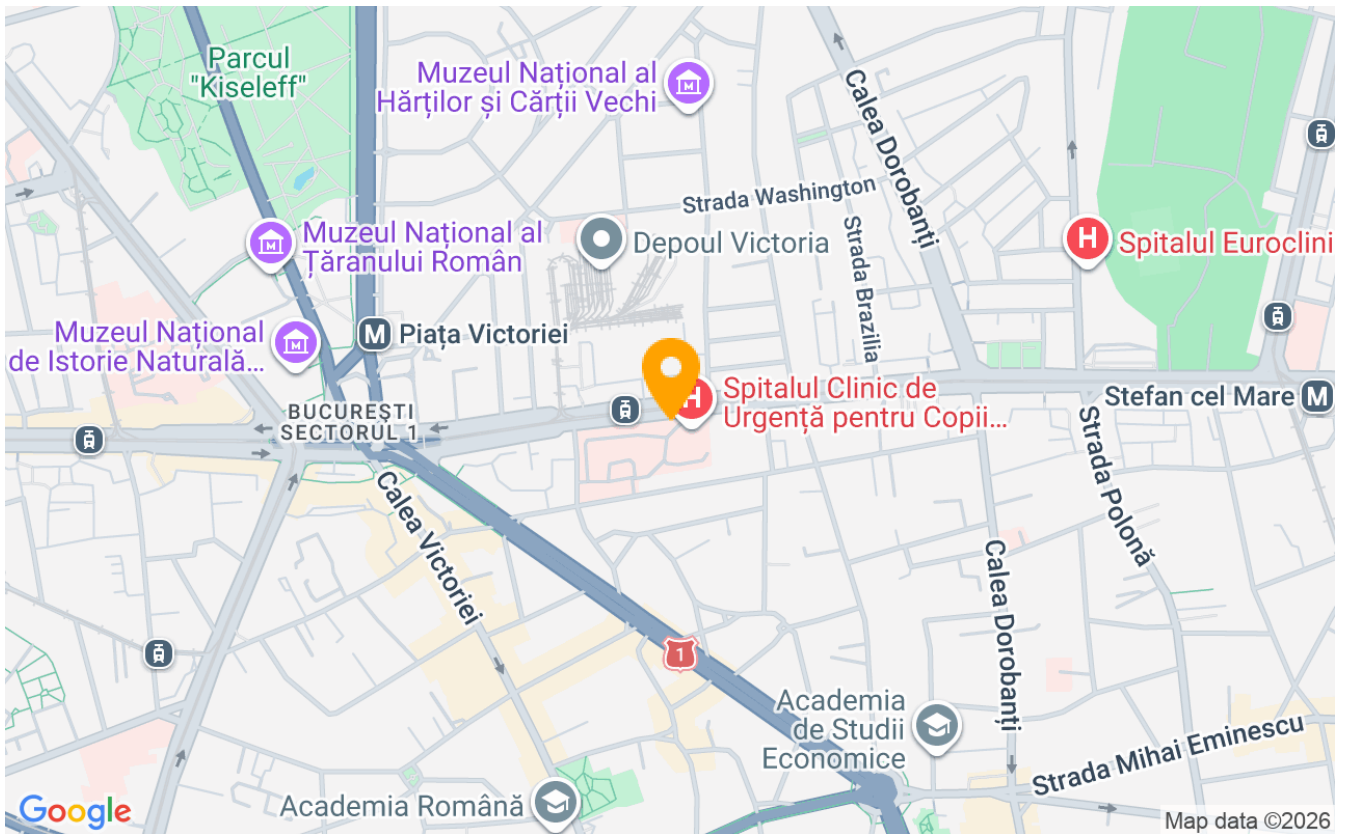 Parcul
"Kiseleff"
Muzeul Național al
Hărților și Cărții Vechi
Calea Dorobanți
Strada Washington
Strada Brazilia
Muzeul Național al
Țăranului Român
Depoul Victoria
H
Spitalul Euroclini
Muzeul Național
de Istorie Naturală...
M
Piața Victoriei
BUCUREȘTI
SECTORUL 1
H
Spitalul Clinic de
Urgență pentru Copii...
Stefan cel Mare
M
Strada Polonă
Calea Victoriei
Calea Dorobanți
1
Academia
de Studii
Economice
Strada Mihai Eminescu
Academia Română
Google
Map data ©2026